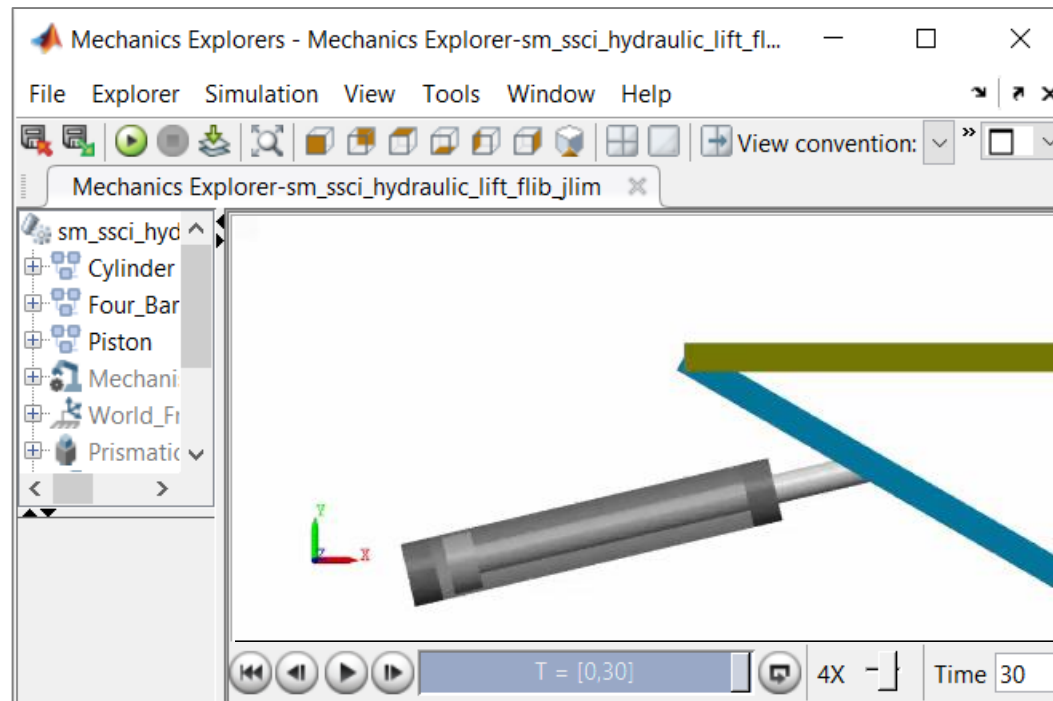 Mechanics Explorers - Mechanics Explorer-sm_ssci_hydraulic_lift_fl...
File Explorer Simulation View Tools Window Help
View convention: »
Mechanics Explorer-sm_ssci_hydraulic_lift_flib_jlim
sm_ssci_hyd
Cylinder
Four_Bar
Piston
Mechani
World_Fr
Prismatic
Y
Z X
T = [0,30] 4X Time 30